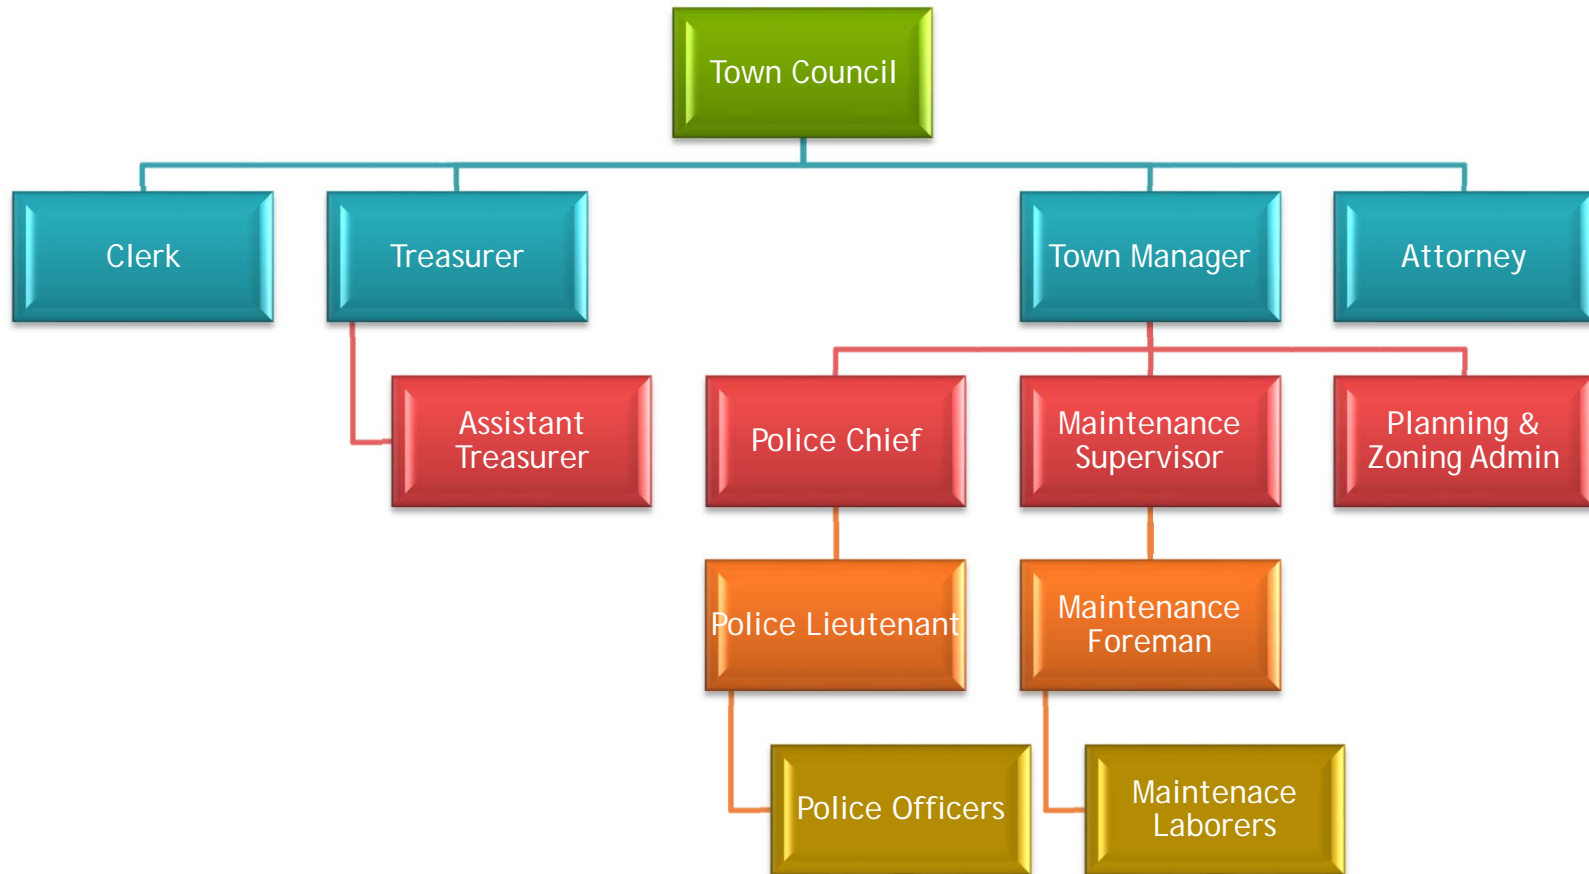 Town Council
Clerk
Treasurer
Town Manager
Attorney
Assistant
Treasurer
Police Chief
Maintenance
Supervisor
Planning &
Zoning Admin
Police Lieutenant
Maintenance
Foreman
Police Officers
Maintenace
Laborers